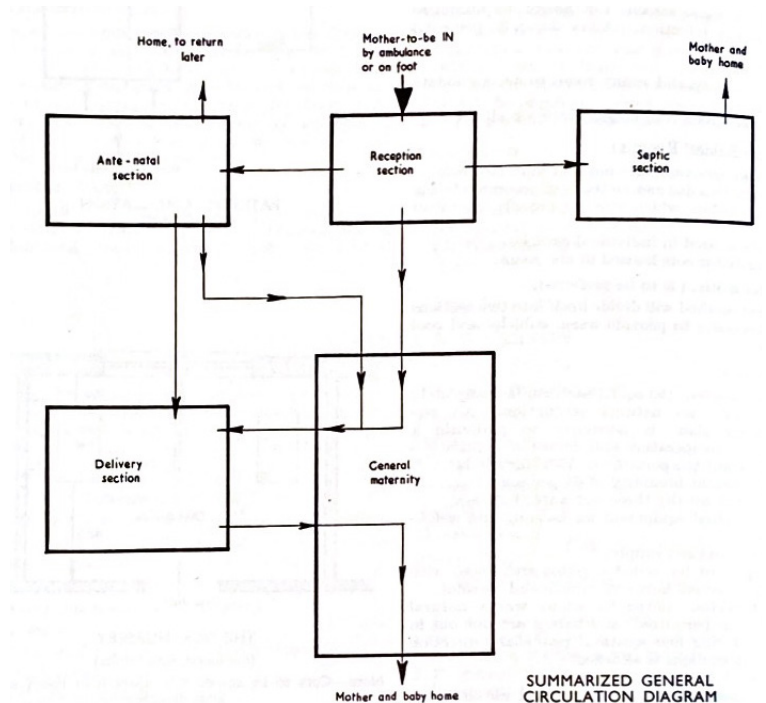 Home, to return
later
Mother-to-be IN
by ambulance
or on foot
Mother and
baby home
Ante-natal
section
Reception
section
Septic
section
Delivery
section
General
maternity
Mother and baby home
SUMMARIZED GENERAL
CIRCULATION DIAGRAM